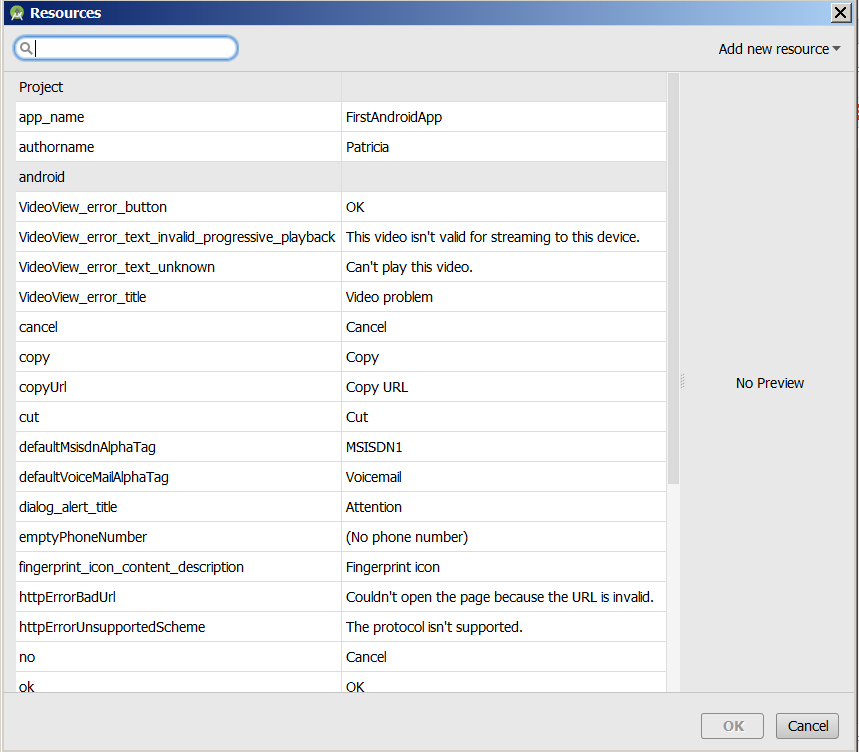 Resources
Add new resource
Project
app_name FirstAndroidApp
authorname Patricia
android
VideoView_error_button OK
VideoView_error_text_invalid_progressive_playback This video isn't valid for streaming to this device.
VideoView_error_text_unknown Can't play this video.
VideoView_error_title Video problem
cancel Cancel
copy Copy
copyUrl Copy URL
No Preview
cut Cut
defaultMsisdnAlphaTag MSISDN1
defaultVoiceMailAlphaTag Voicemail
dialog_alert_title Attention
emptyPhoneNumber (No phone number)
fingerprint_icon_content_description Fingerprint icon
httpErrorBadUrl Couldn't open the page because the URL is invalid.
httpErrorUnsupportedScheme The protocol isn't supported.
no Cancel
ok OK
OK Cancel